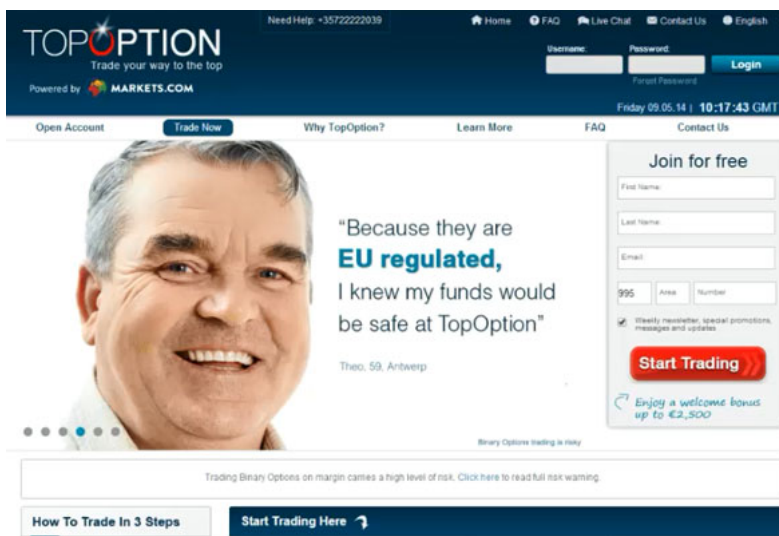 Need Help: +35722222039
Home FAQ Live Chat Contact Us English
TOPOPTION
Trade your way to the top
Powered by MARKETS.COM
Username: Password:
Login
Forgot Password
Friday 09.05.14 | 10:17:43 GMT
Open Account Trade Now Why TopOption? Learn More FAQ Contact Us
“Because they are
EU regulated,
I knew my funds would
be safe at TopOption”
Theo, 59, Antwerp
Binary Options trading is risky
Join for free
First Name:
Last Name:
Email:
995 Area Number
Weekly newsletter, special promotions,
messages and updates
Start Trading
Enjoy a welcome bonus
up to €2,500
Trading Binary Options on margin carries a high level of risk. Click here to read full risk warning.
How To Trade In 3 Steps
Start Trading Here